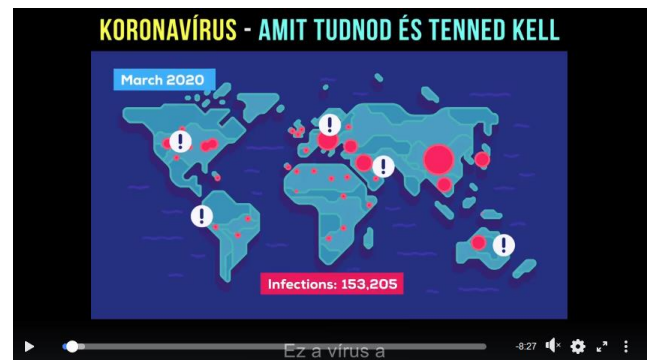 KORONAVÍRUS - AMIT TUDNOD ÉS TENNED KELL
March 2020
! ! ! ! !
Infections: 153,205
Ez a vírus a
-8:27